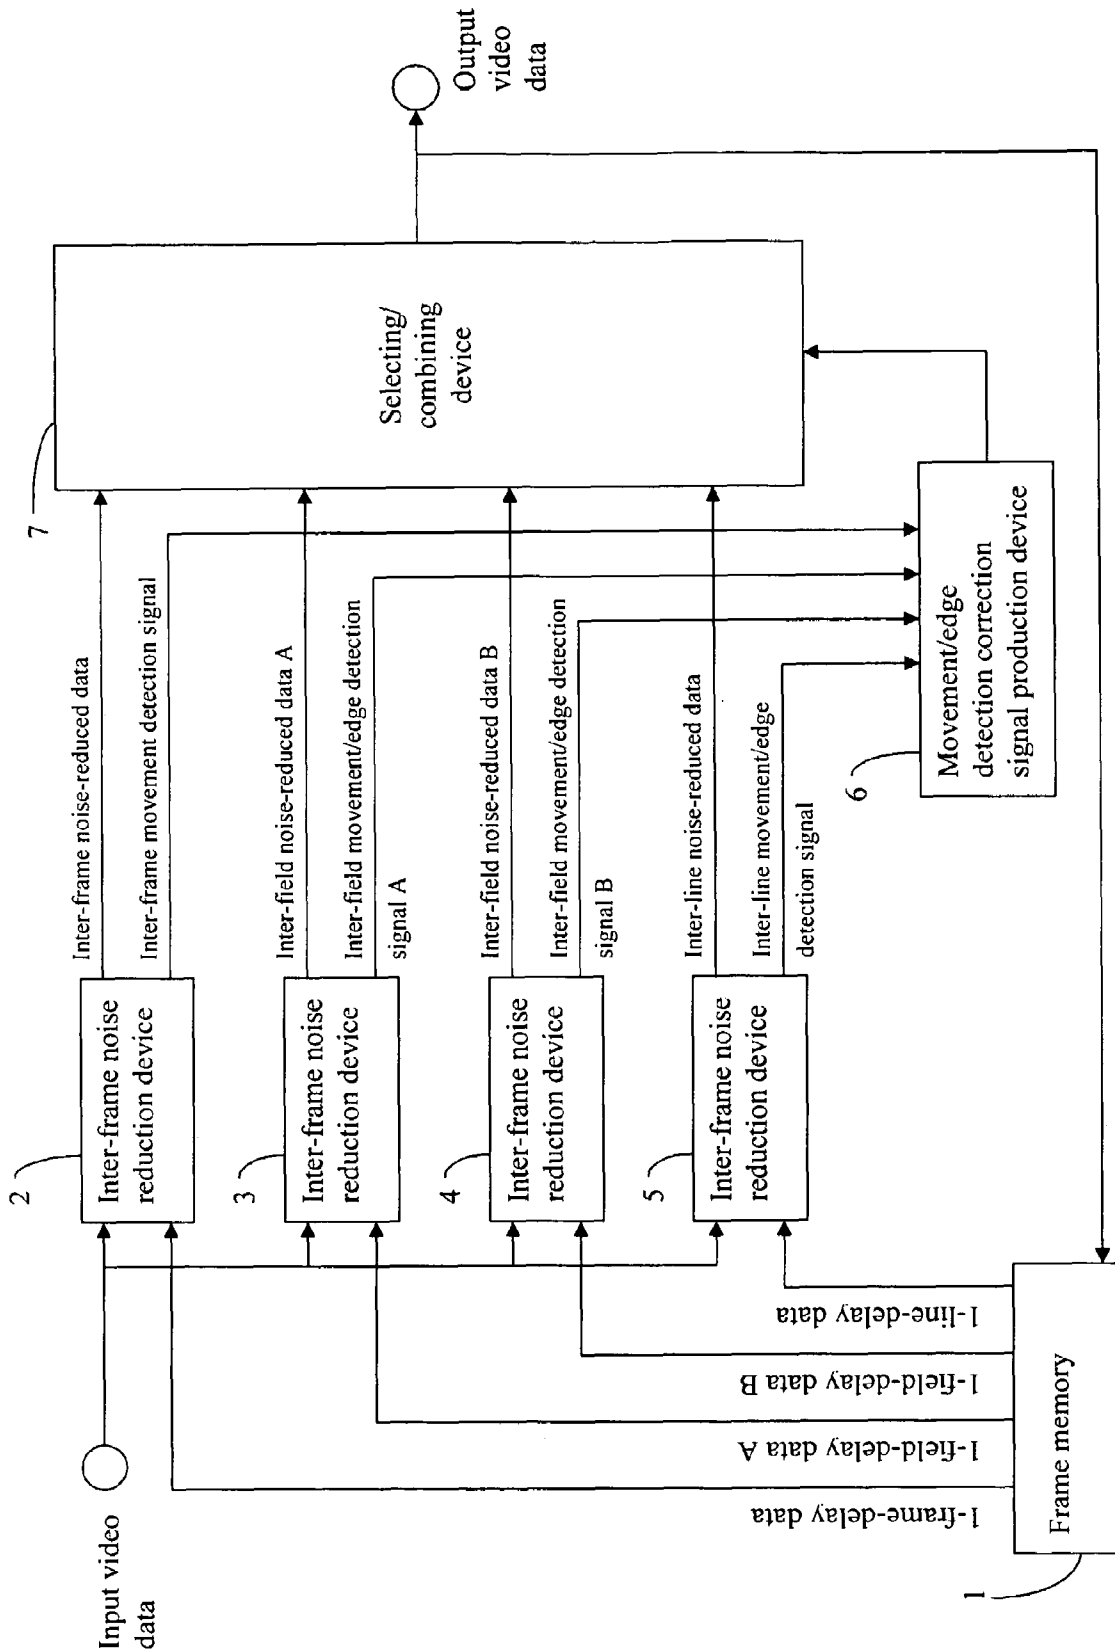 Input video
data
2
Inter-frame noise
reduction device
Inter-frame noise-reduced data
Inter-frame movement detection signal
3
Inter-frame noise
reduction device
Inter-field noise-reduced data A
Inter-field movement/edge detection
signal A
4
Inter-frame noise
reduction device
Inter-field noise-reduced data B
Inter-field movement/edge detection
signal B
5
Inter-frame noise
reduction device
Inter-line noise-reduced data
Inter-line movement/edge
detection signal
7
Selecting/
combining
device
Output
video
data
6
Movement/edge
detection correction
signal production device
1-frame-delay data
1-field-delay data A
1-field-delay data B
1-line-delay data
1
Frame memory